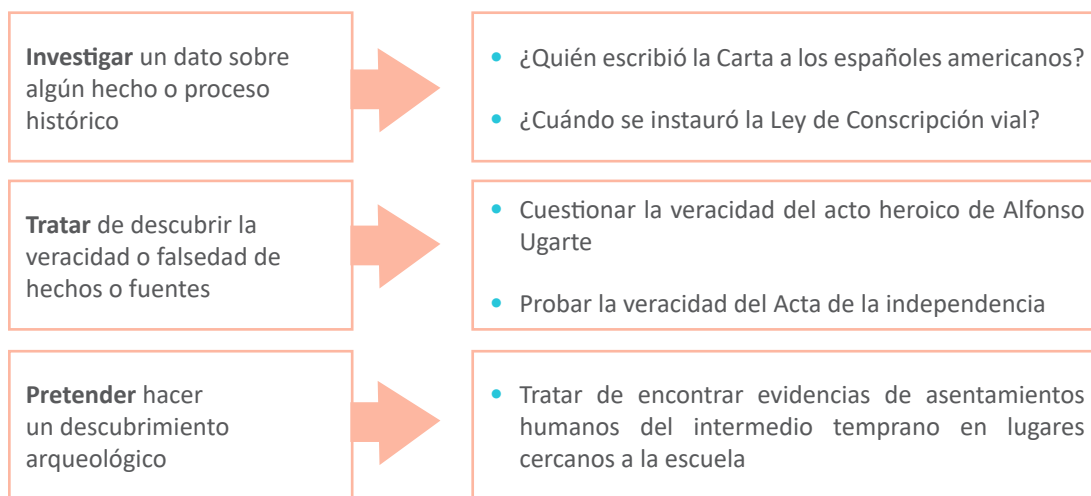 Investigar un dato sobre
algún hecho o proceso
histórico
• ¿Quién escribió la Carta a los españoles americanos?
• ¿Cuándo se instauró la Ley de Conscripción vial?
Tratar de descubrir la
veracidad o falsedad de
hechos o fuentes
• Cuestionar la veracidad del acto heroico de Alfonso
Ugarte
• Probar la veracidad del Acta de la independencia
Pretender hacer
un descubrimiento
arqueológico
• Tratar de encontrar evidencias de asentamientos
humanos del intermedio temprano en lugares
cercanos a la escuela